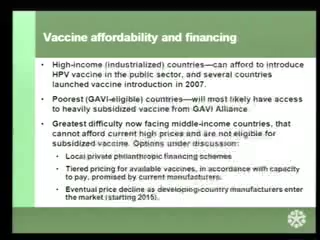 Vaccine affordability and financing
• High-income (industrialized) countries—can afford to introduce
HPV vaccine in the public sector, and several countries
launched vaccine introduction in 2007.
• Poorest (GAVI-eligible) countries—will most likely have access
to heavily subsidized vaccine from GAVI Alliance
• Greatest difficulty now facing middle-income countries, that
cannot afford current high prices and are not eligible for
subsidized vaccine. Options under discussion:
• Local private philanthropic financing schemes
• Tiered pricing for available vaccines, in accordance with capacity
to pay, promised by current manufacturers.
• Eventual price decline as developing-country manufacturers enter
the market (starting 2015).